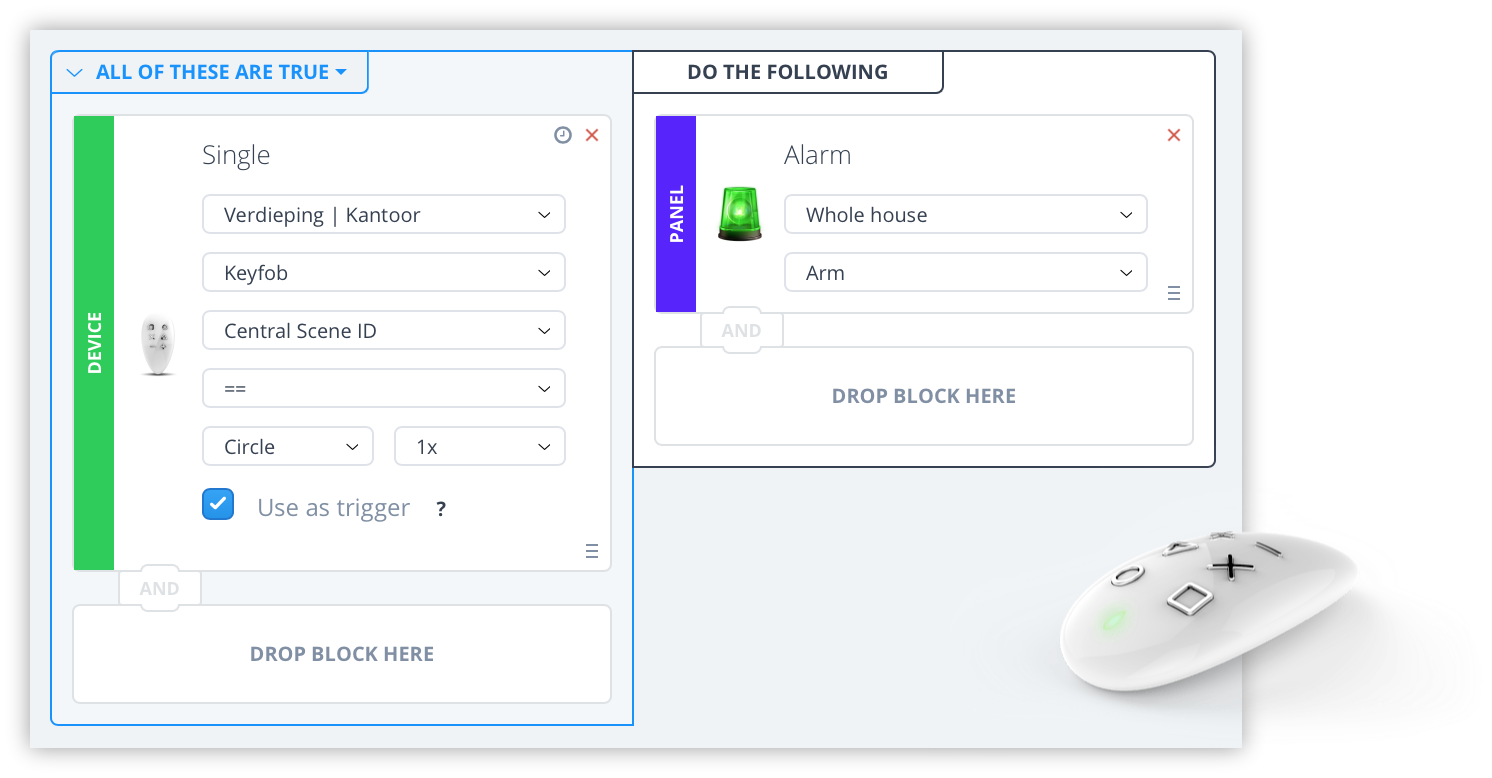 ALL OF THESE ARE TRUE
DEVICE
Single
Verdieping | Kantoor
Keyfob
Central Scene ID
==
Circle 1x
Use as trigger ?
AND
DROP BLOCK HERE
DO THE FOLLOWING
PANEL
Alarm
Whole house
Arm
AND
DROP BLOCK HERE